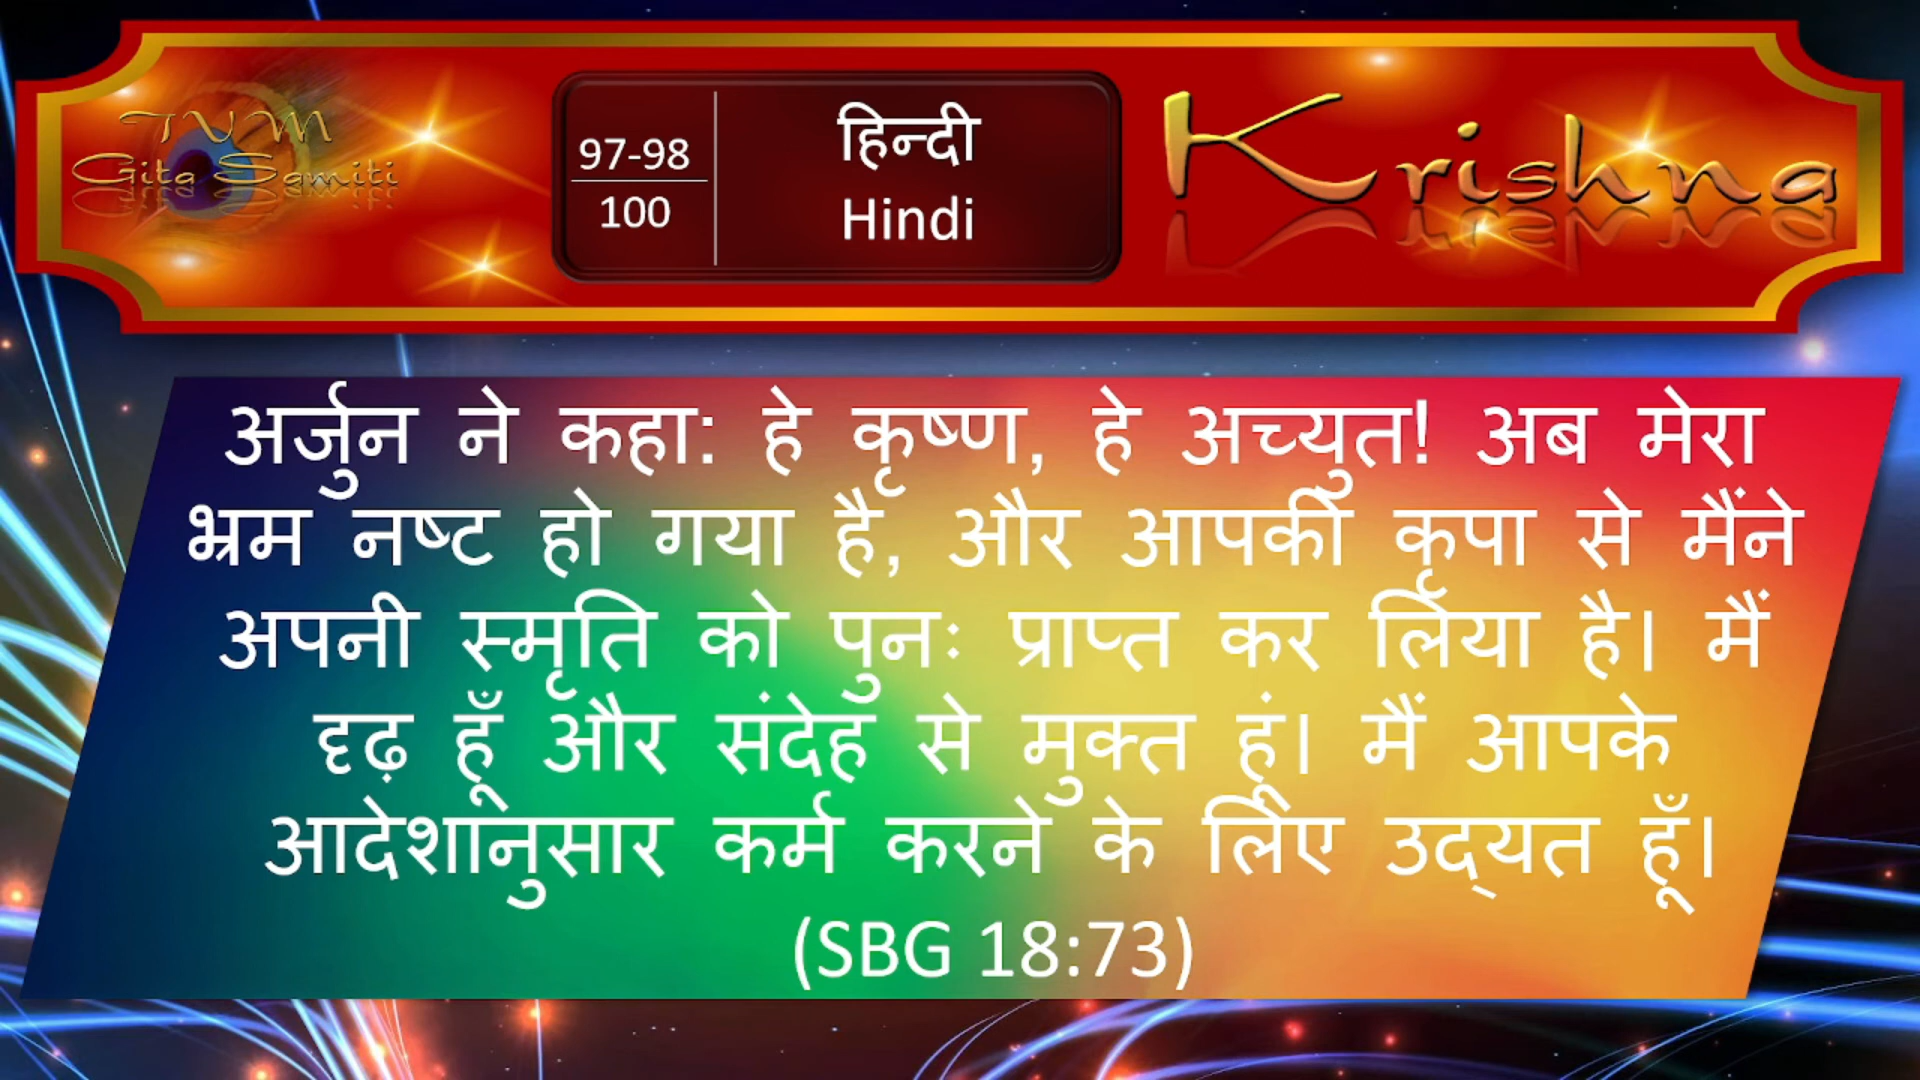 TVM
Gita Samiti
97-98
100
हिन्दी
Hindi
Krishna
अर्जुन ने कहा: हे कृष्ण, हे अच्युत! अब मेरा
भ्रम नष्ट हो गया है, और आपकी कृपा से मैंने
अपनी स्मृति को पुनः प्राप्त कर लिया है। मैं
दृढ़ हूँ और संदेह से मुक्त हूं। मैं आपके
आदेशानुसार कर्म करने के लिए उद्यत हूँ।
(SBG 18:73)